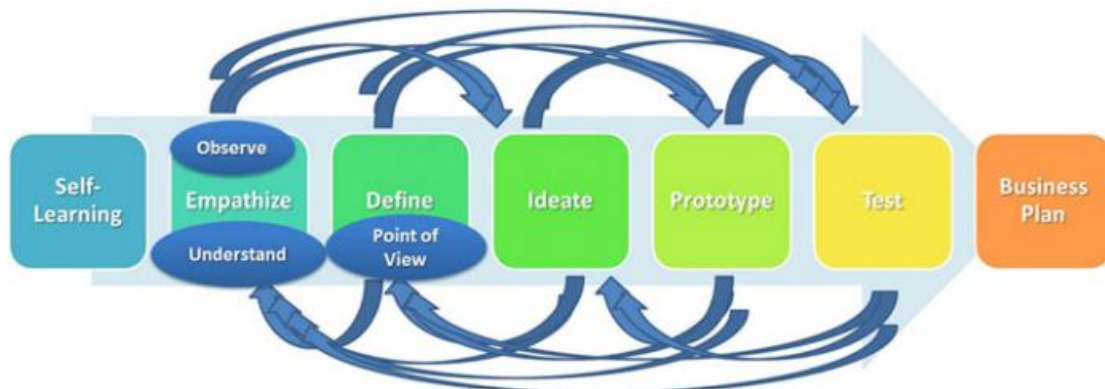 Observe
Self-
Learning
Empathize
Define
Ideate
Prototype
Test
Business
Plan
Understand
Point of
View